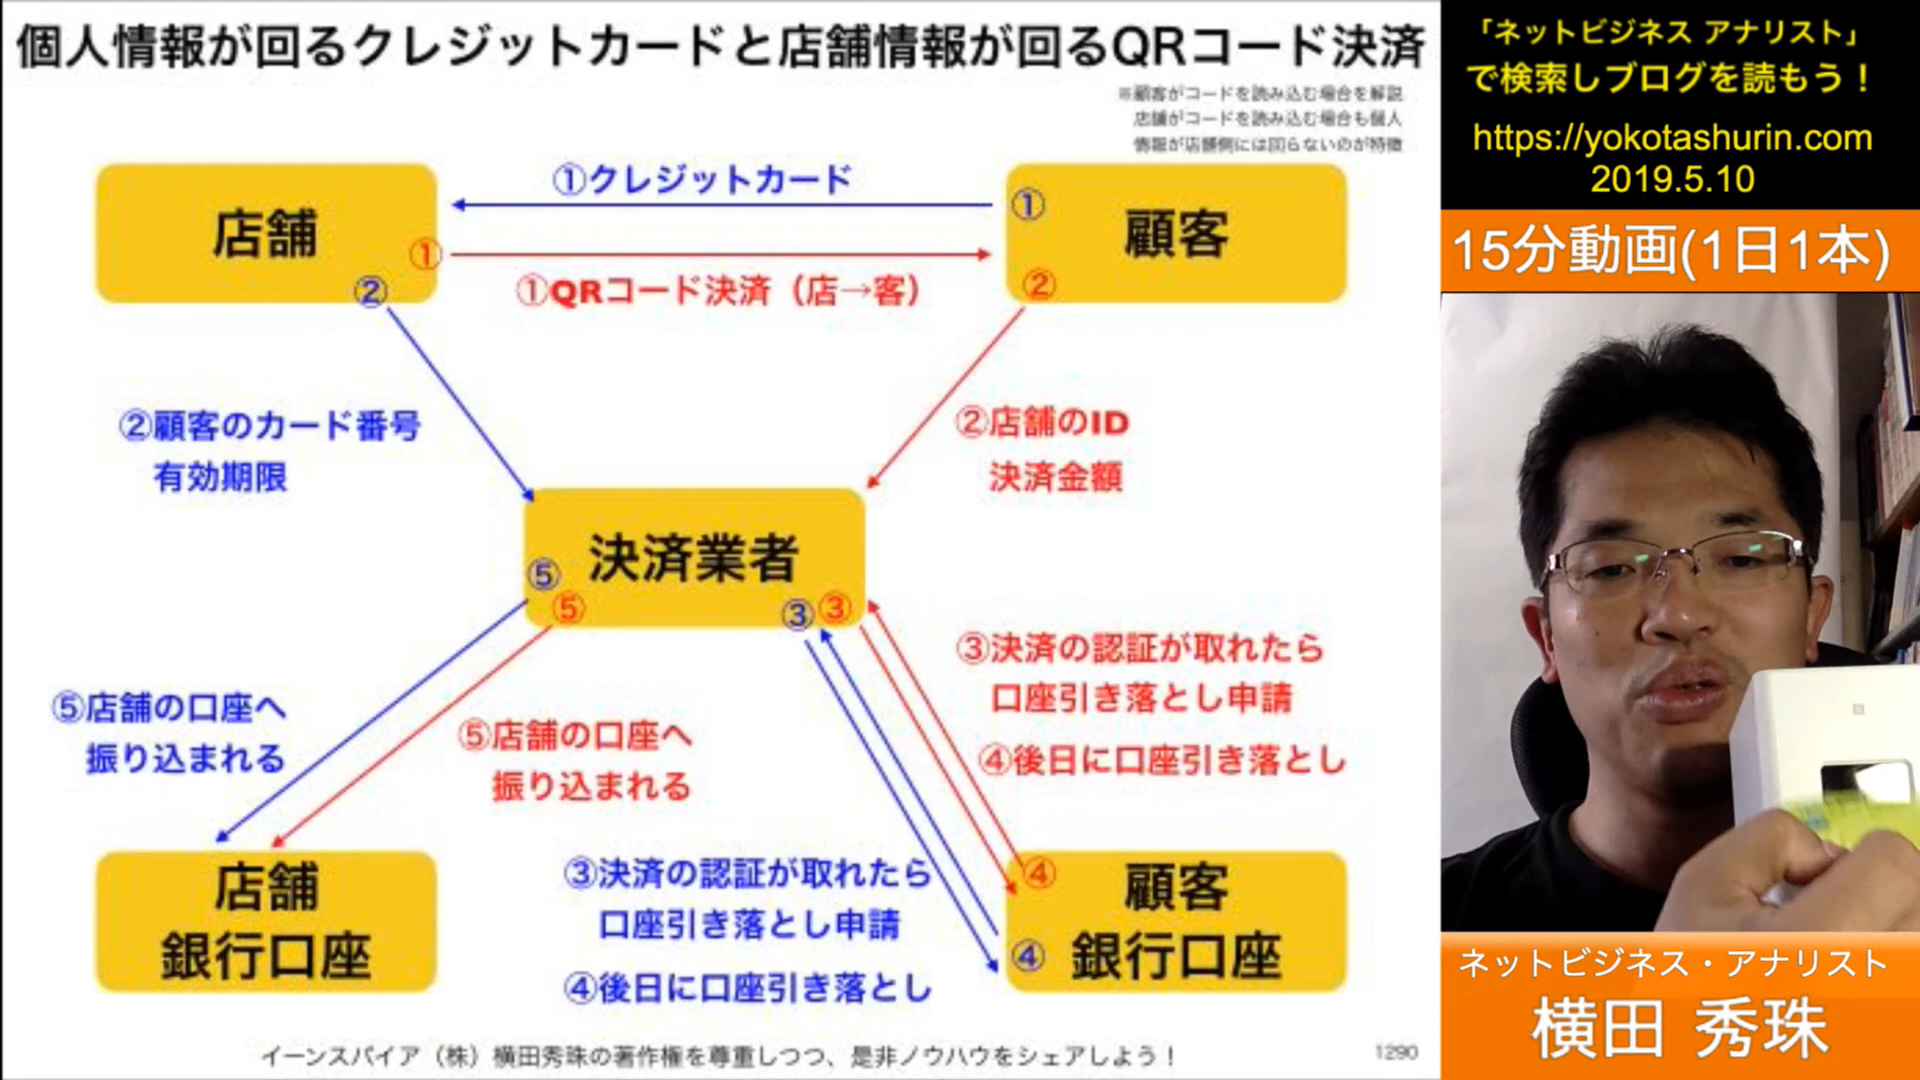 個人情報が回るクレジットカードと店舗情報が回るQRコード決済
※顧客がコードを読み込む場合を解説
店舗がコードを読み込む場合も個人
情報が店舗側には回らないのが特徴
①クレジットカード
店舗
①
②
①
顧客
②
①QRコード決済（店→客）
②顧客のカード番号
有効期限
②店舗のID
決済金額
決済業者
⑤
⑤
③
③
③決済の認証が取れたら
口座引き落とし申請
④後日に口座引き落とし
⑤店舗の口座へ
振り込まれる
⑤店舗の口座へ
振り込まれる
店舗
銀行口座
③決済の認証が取れたら
口座引き落とし申請
④後日に口座引き落とし
④
④
顧客
銀行口座
イーンスパイア（株）横田秀珠の著作権を尊重しつつ、是非ノウハウをシェアしよう！
1290
「ネットビジネス アナリスト」
で検索しブログを読もう！
https://yokotashurin.com
2019.5.10
15分動画(1日1本)
ネットビジネス・アナリスト
横田 秀珠